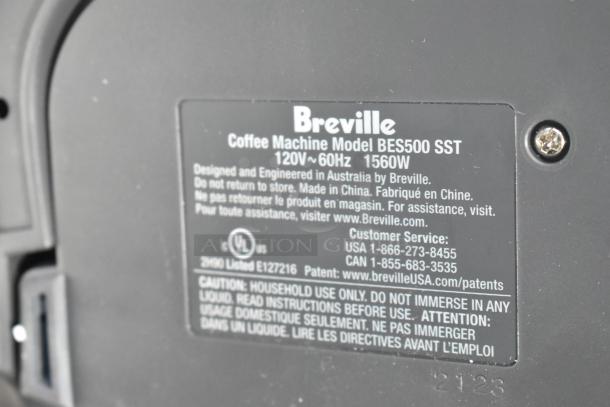 Breville
Coffee Machine Model BES500 SST
120V~60Hz 1560W
Designed and Engineered in Australia by Breville.
Do not return to store. Made in China. Fabriqué en Chine.
Ne pas retourner le produit en magasin. For assistance, visit.
Pour toute assistance, visiter www.Breville.com.
Customer Service:
C UL US
USA 1-866-273-8455
CAN 1-855-683-3535
2H90 Listed E127216 Patent: www.brevilleUSA.com/patents
CAUTION: HOUSEHOLD USE ONLY. DO NOT IMMERSE IN ANY
LIQUID. READ INSTRUCTIONS BEFORE USE. ATTENTION:
USAGE DOMESTIQUE SEULEMENT. NE PAS IMMERGER
DANS UN LIQUIDE. LIRE LES DIRECTIVES AVANT L'EMPLOI
2123